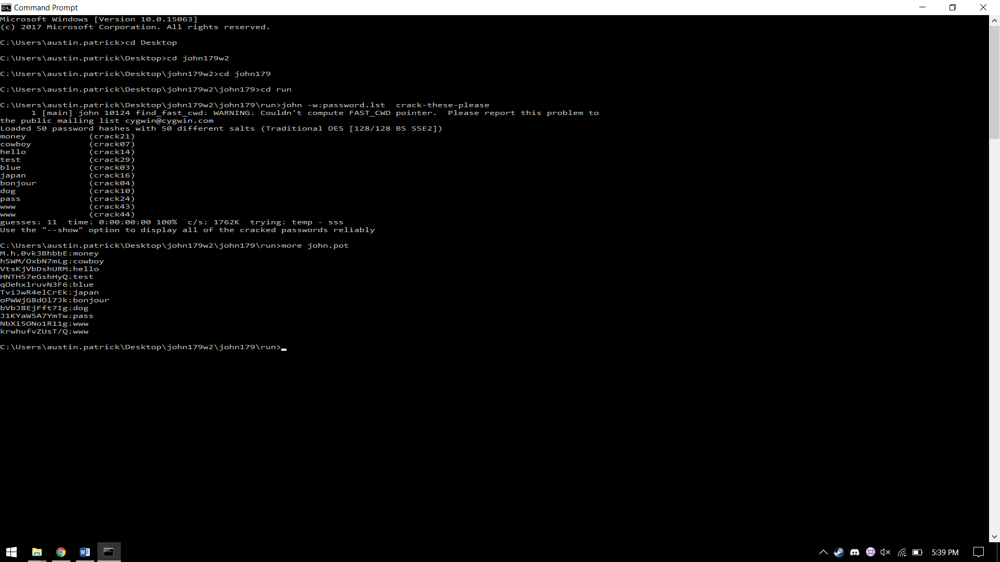 Command Prompt
Microsoft Windows [Version 10.0.15063]
(c) 2017 Microsoft Corporation. All rights reserved.
C:\Users\austin.patrick>cd Desktop
C:\Users\austin.patrick\Desktop>cd john179w2
C:\Users\austin.patrick\Desktop\john179w2>cd john179
C:\Users\austin.patrick\Desktop\john179w2\john179>cd run
C:\Users\austin.patrick\Desktop\john179w2\john179\run>john -w:password.lst  crack-these-please
      1 [main] john 10124 find_fast_cwd: WARNING: Couldn't compute FAST_CWD pointer.  Please report this problem to
the public mailing list cygwin@cygwin.com
Loaded 50 password hashes with 50 different salts (Traditional DES [128/128 BS SSE2])
money            (crack21)
cowboy           (crack07)
hello            (crack14)
test             (crack29)
blue             (crack03)
japan            (crack16)
bonjour          (crack04)
dog              (crack10)
pass             (crack24)
www              (crack43)
www              (crack44)
guesses: 11  time: 0:00:00:00 100%  c/s: 1762K  trying: temp - sss
Use the "--show" option to display all of the cracked passwords reliably
C:\Users\austin.patrick\Desktop\john179w2\john179\run>more john.pot
M.h.0vk3BhbbE:money
hSWM/OxbN7mLg:cowboy
VtsKjVbDshURM:hello
HNTH57eGshHyQ:test
qOehxlruvN3F6:blue
TviJwR4elCrEk:japan
oPWWjG8dOl7Jk:bonjour
bVbJ8EjFft7Ig:dog
J1KYaW5A7YmTw:pass
NbXi5ONo1R11g:www
krwhufvZUsT/Q:www
C:\Users\austin.patrick\Desktop\john179w2\john179\run>
5:39 PM